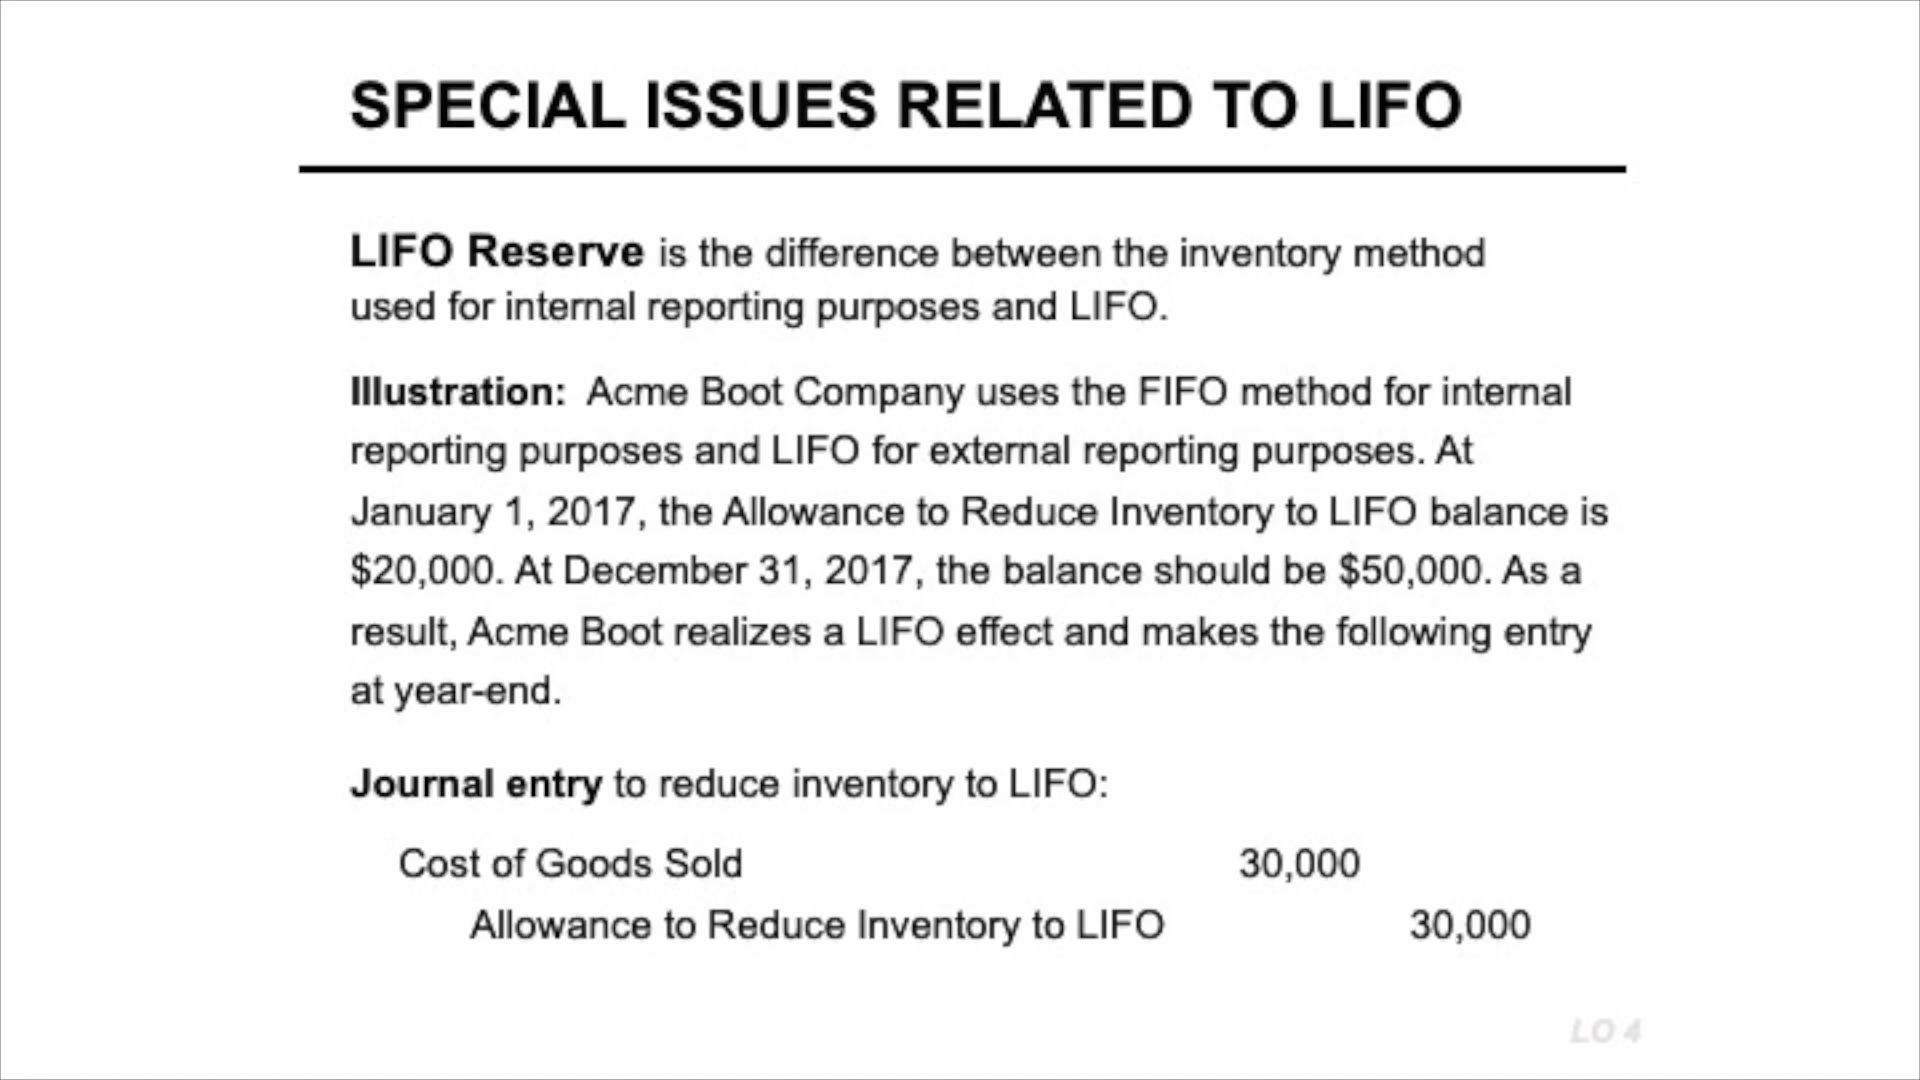 SPECIAL ISSUES RELATED TO LIFO
LIFO Reserve is the difference between the inventory method
used for internal reporting purposes and LIFO.
Illustration: Acme Boot Company uses the FIFO method for internal
reporting purposes and LIFO for external reporting purposes. At
January 1, 2017, the Allowance to Reduce Inventory to LIFO balance is
$20,000. At December 31, 2017, the balance should be $50,000. As a
result, Acme Boot realizes a LIFO effect and makes the following entry
at year-end.
Journal entry to reduce inventory to LIFO:
Cost of Goods Sold 30,000
Allowance to Reduce Inventory to LIFO 30,000
LO 4